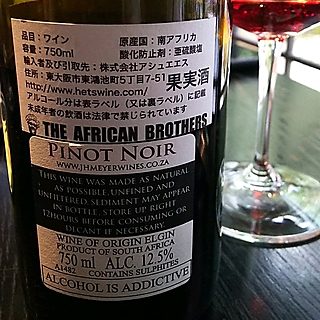 品目：ワイン 原産国：南アフリカ
容量：750ml 酸化防止剤：亜硫酸塩
輸入者及び引取先：株式会社アシュエエス
住所：東大阪市東鴻池町5丁目7-51
http://www.hetswine.com/ 果実酒
アルコール分は表ラベル（又は裏ラベル）に記載
未成年者の飲酒は法律で禁じられています
THE AFRICAN BROTHERS
PINOT NOIR
WWW.JHMEYERWINES.CO.ZA
THIS WINE WAS MADE AS NATURAL
AS POSSIBLE,UNFINED AND
UNFILTERED.SEDIMENT MAY APPEAR
IN BOTTLE. STORE UP RIGHT
12HOURS BEFORE CONSUMING OR
DECANT IF NECESSARY.
WINE OF ORIGIN ELGIN
PRODUCT OF SOUTH AFRICA
750 ml ALC. 12.5%
A1482 CONTAINS SULPHITES
ALCOHOL IS ADDICTIVE